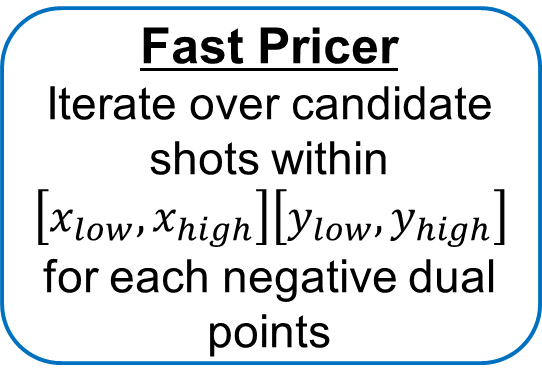 Fast Pricer
Iterate over candidate
shots within
[x_low, x_high][y_low, y_high]
for each negative dual
points